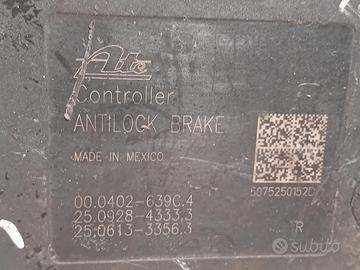 Ate
Controller
ANTILOCK BRAKE
MADE IN MEXICO
5075250152D
00.0402-639C.4
25.0928-4333.3
25.0613-3356.3
R
subito